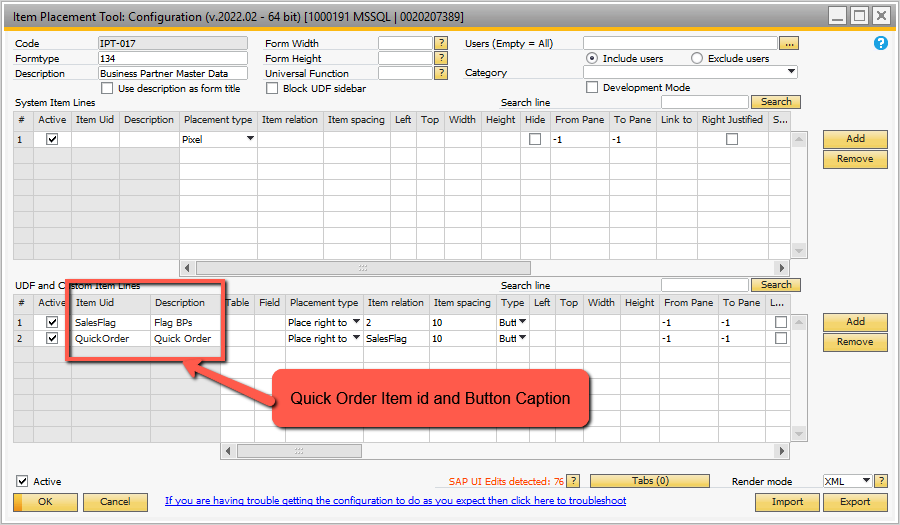 Item Placement Tool: Configuration (v.2022.02 - 64 bit) [1000191 MSSQL | 0020207389]
Code IPT-017 Form Width ? Users (Empty = All) ... ?
Formtype 134 Form Height ? Include users Exclude users
Description Business Partner Master Data Universal Function ? Category
Use description as form title Block UDF sidebar Development Mode
System Item Lines Search line Search
# Active Item Uid Description Placement type Item relation Item spacing Left Top Width Height Hide From Pane To Pane Link to Right Justified S...
1 Pixel -1 -1 Add
Remove
UDF and Custom Item Lines Search line Search
# Active Item Uid Description Table Field Placement type Item relation Item spacing Type Left Top Width Height From Pane To Pane L...
1 SalesFlag Flag BPs Place right to 2 10 Butt -1 -1 Add
2 QuickOrder Quick Order Place right to SalesFlag 10 Butt -1 -1 Remove
Quick Order Item id and Button Caption
Active SAP UI Edits detected: 76 ? Tabs (0) Render mode XML ?
OK Cancel If you are having trouble getting the configuration to do as you expect then click here to troubleshoot Import Export